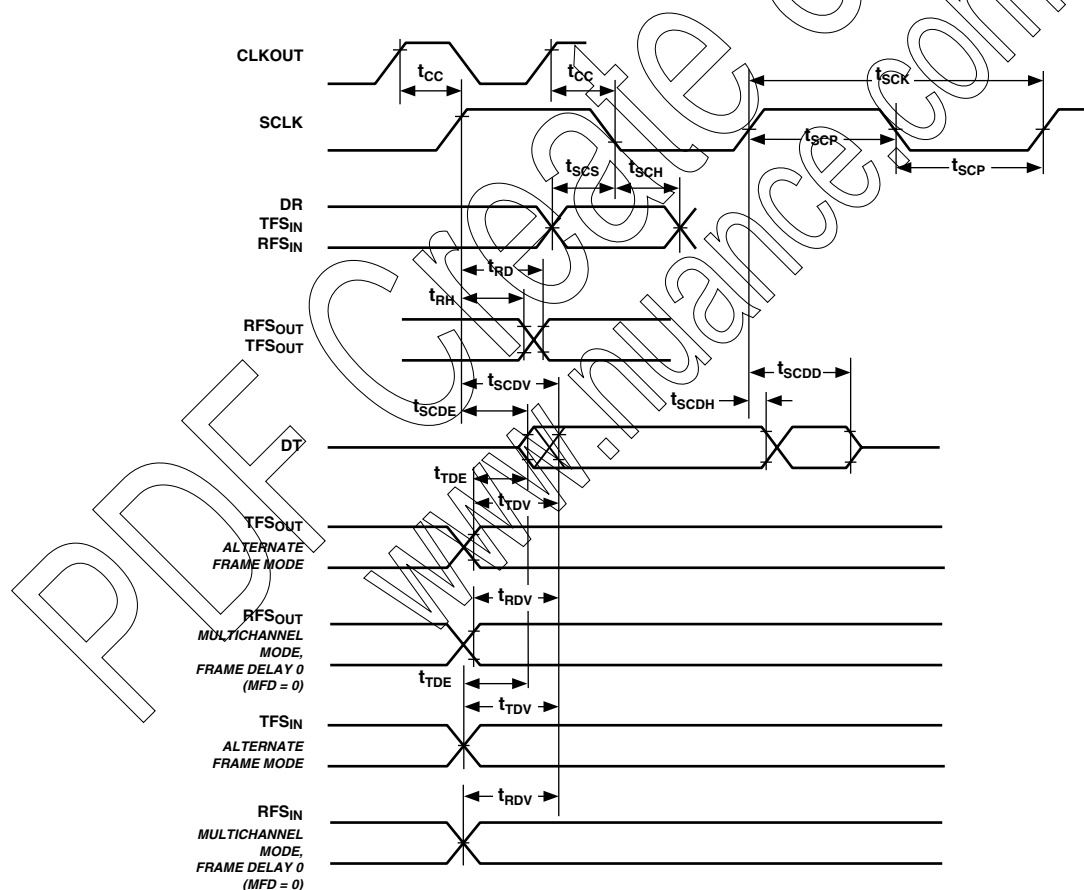 CLKOUT
tCC
tCC
tSCK
SCLK
tSCP
tSCP
tSCS
tSCH
DR
TFSIN
RFSIN
tRD
tRH
RFSOUT
TFSOUT
tSCDV
tSCDD
tSCDE
tSCDH
DT
tTDE
tTDV
TFSOUT
ALTERNATE
FRAME MODE
tRDV
RFSOUT
MULTICHANNEL
MODE,
FRAME DELAY 0
(MFD = 0)
tTDE
tTDV
TFSIN
ALTERNATE
FRAME MODE
tRDV
RFSIN
MULTICHANNEL
MODE,
FRAME DELAY 0
(MFD = 0)
PDF Create
www.nuance.com